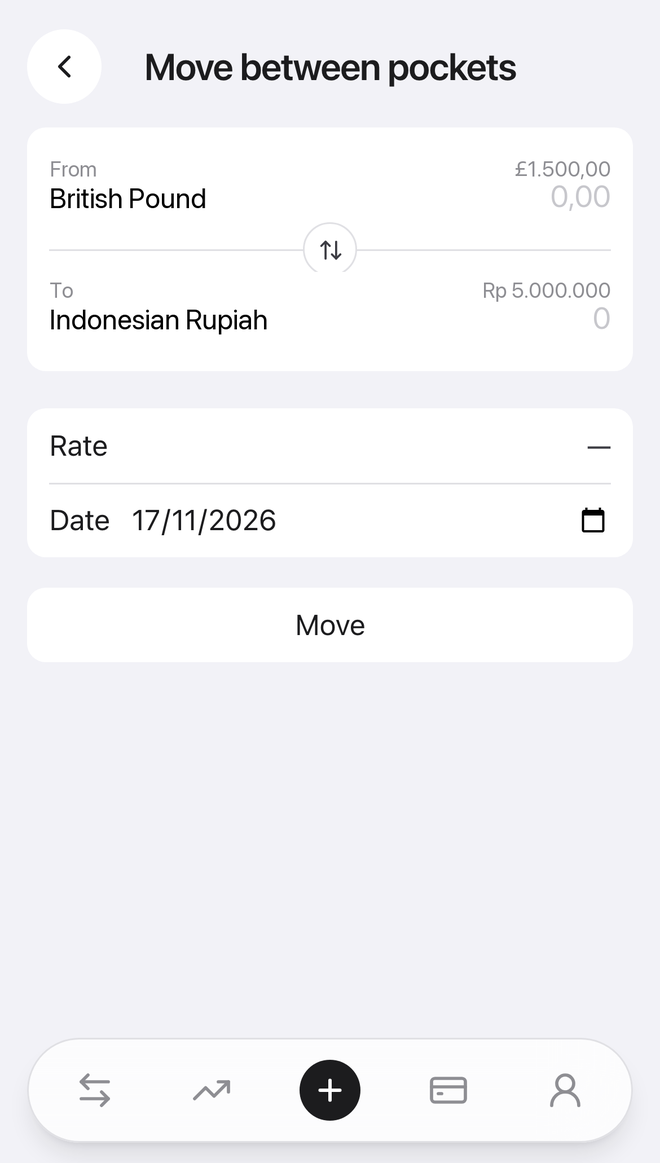 Move between pockets
From
£1.500,00
British Pound
0,00
To
Rp 5.000.000
Indonesian Rupiah
0
Rate —
Date 17/11/2026
Move